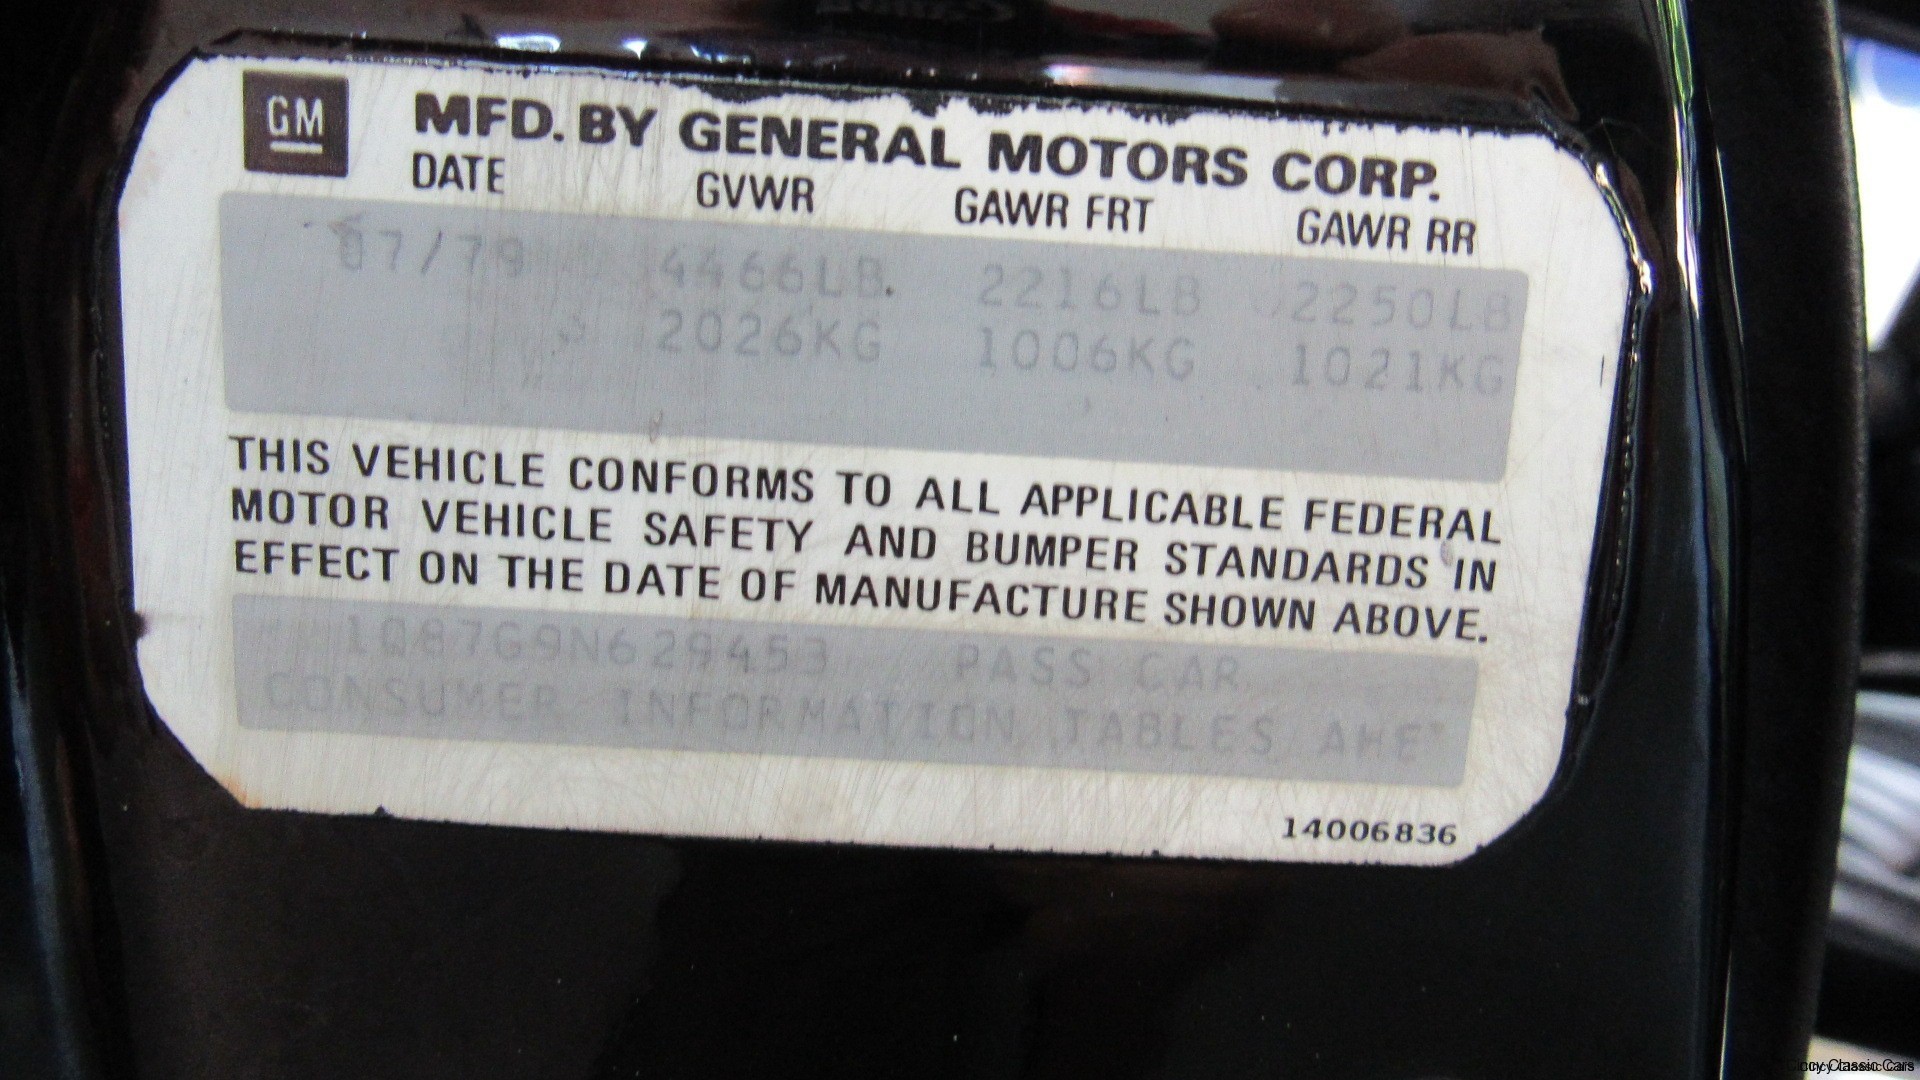 GM
MFD. BY GENERAL MOTORS CORP.
DATE GVWR GAWR FRT GAWR RR
07/79 4466LB 2216LB 2250LB
2026KG 1006KG 1021KG
THIS VEHICLE CONFORMS TO ALL APPLICABLE FEDERAL
MOTOR VEHICLE SAFETY AND BUMPER STANDARDS IN
EFFECT ON THE DATE OF MANUFACTURE SHOWN ABOVE.
1Q87G9N629453 PASS CAR
CONSUMER INFORMATION TABLES
14006836
Classic Cars